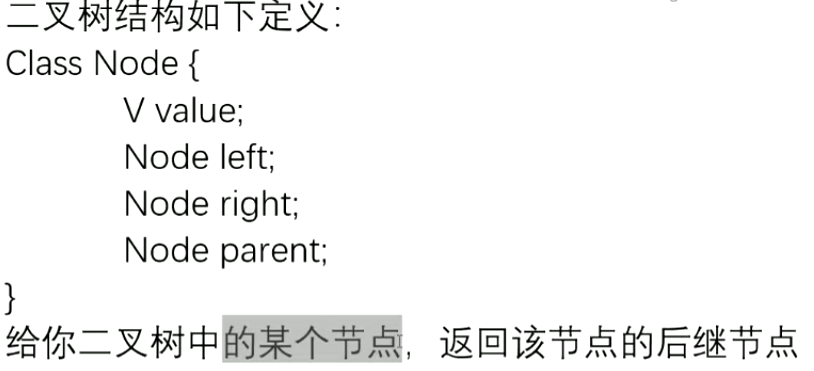 二叉树结构如下定义：
Class Node {
V value;
Node left;
Node right;
Node parent;
}
给你二叉树中的某个节点，返回该节点的后继节点